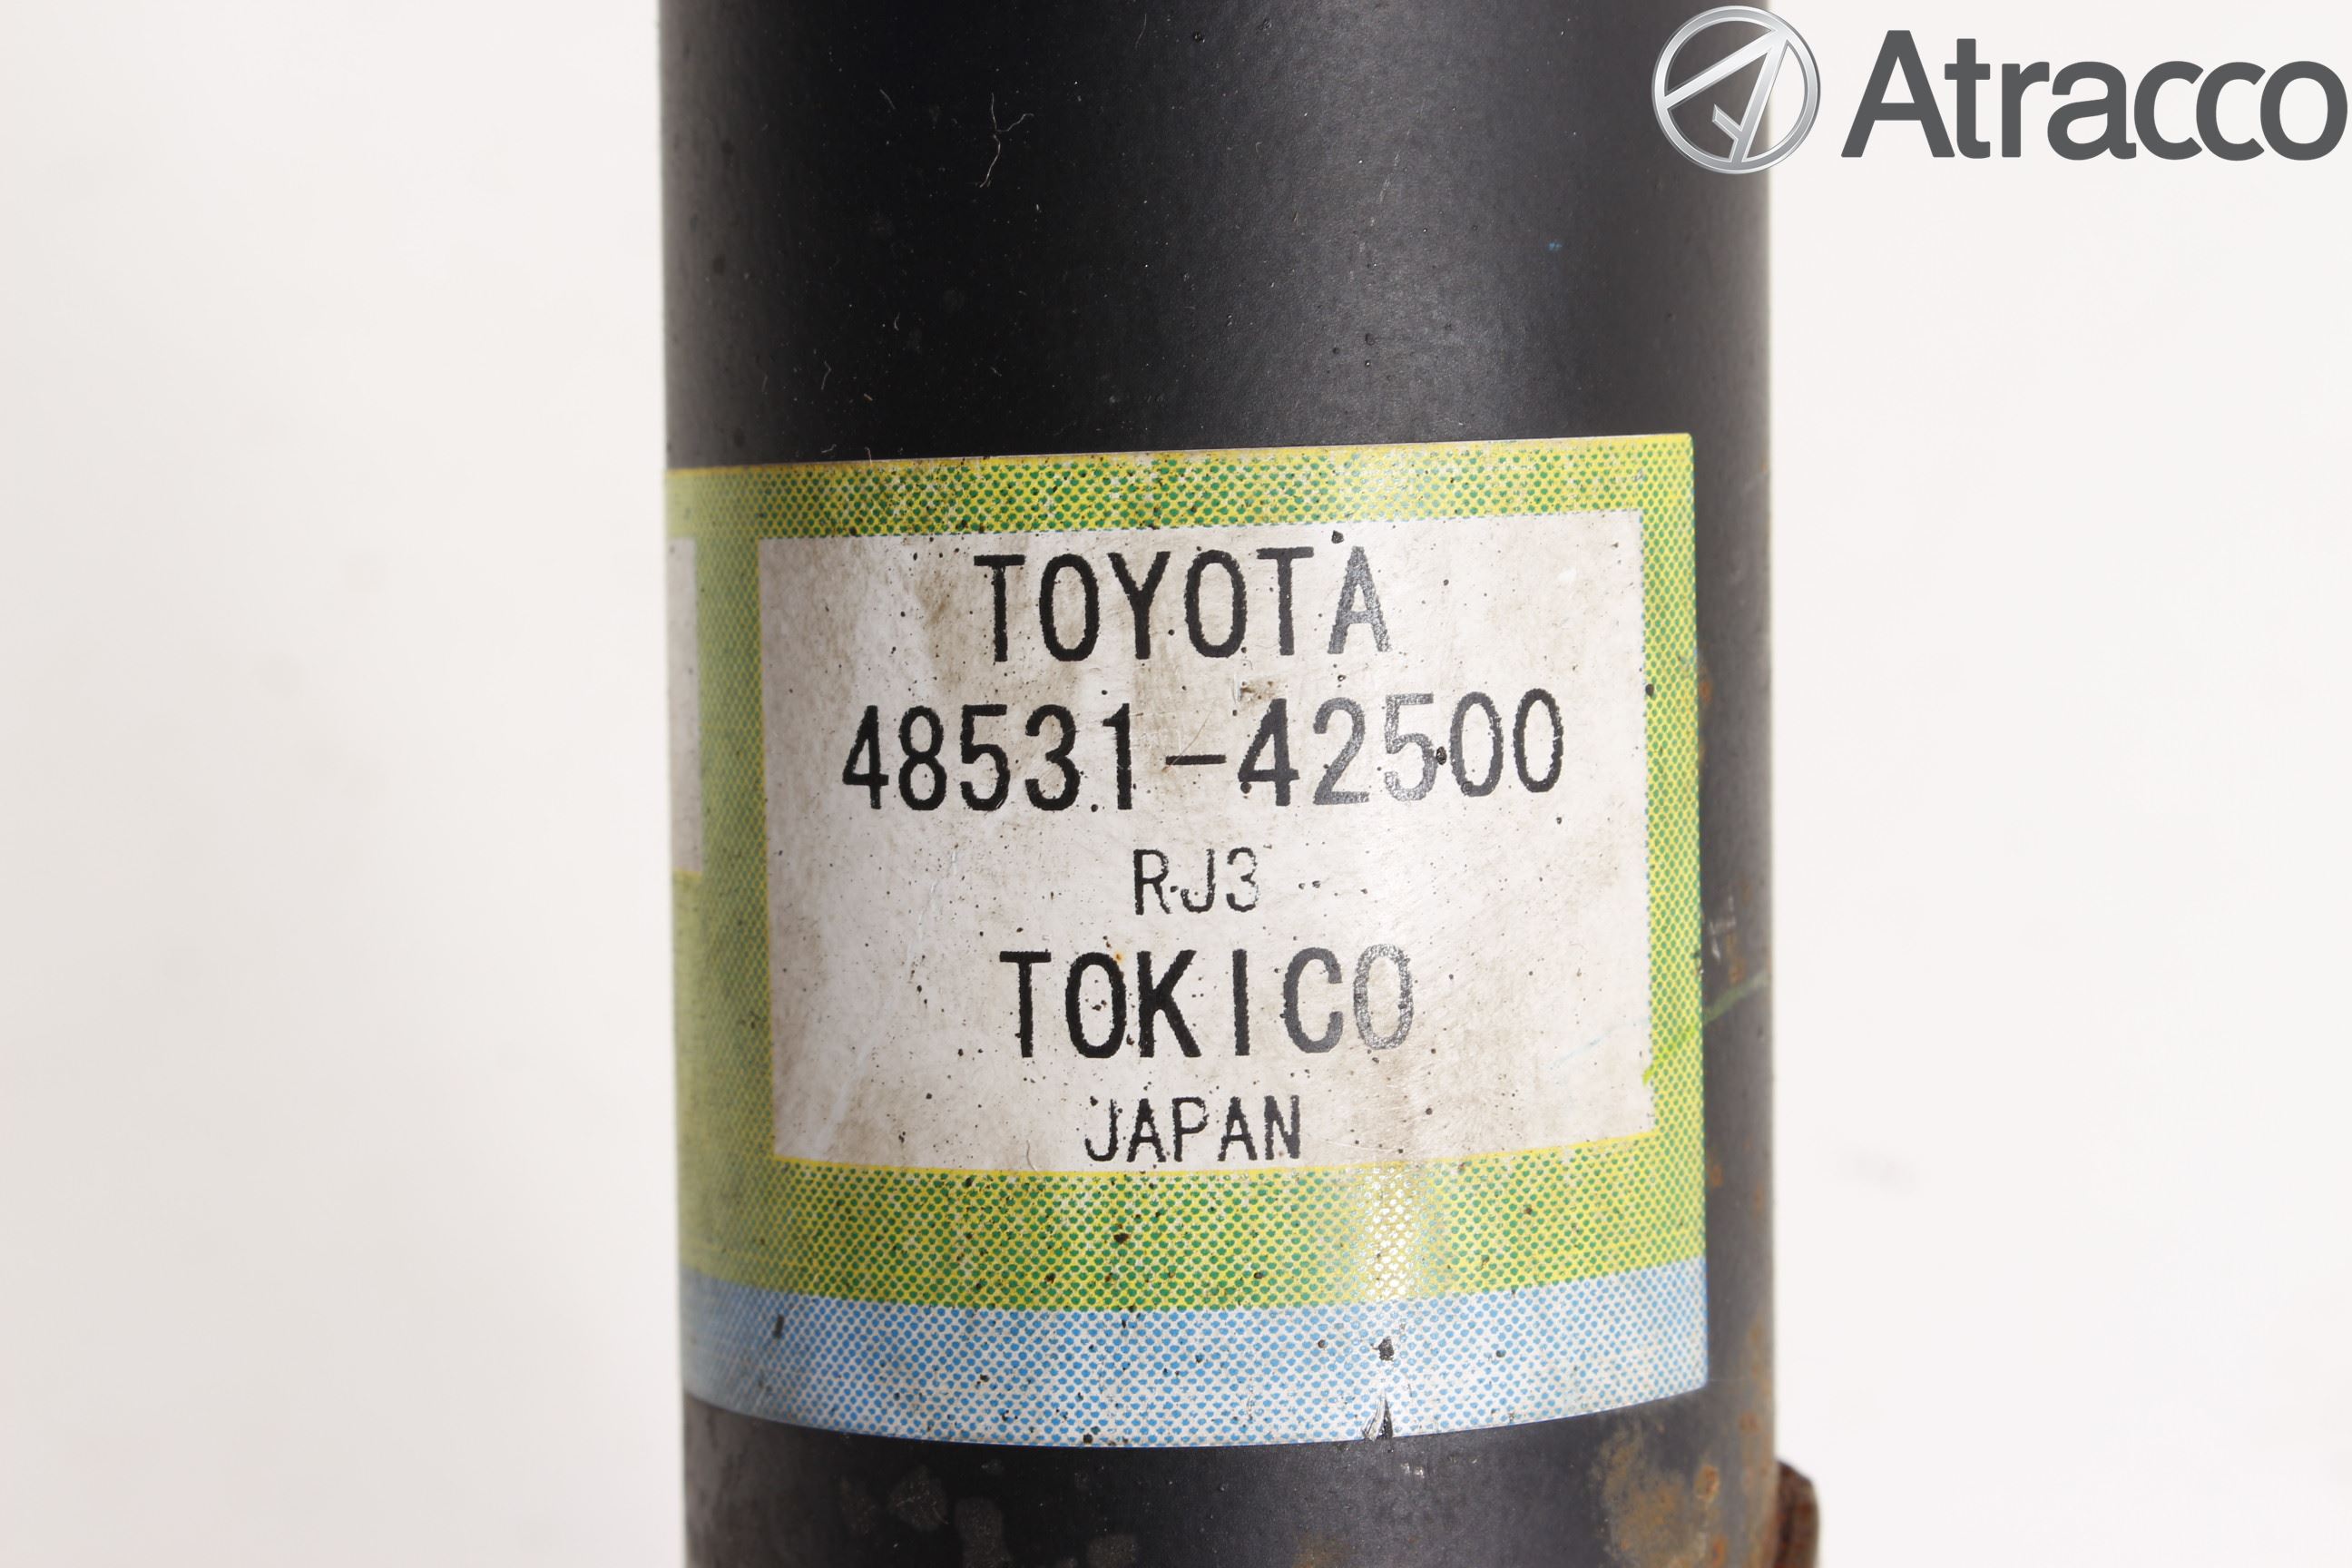 Atracco
TOYOTA
48531-42500
RJ3
TOKICO
JAPAN